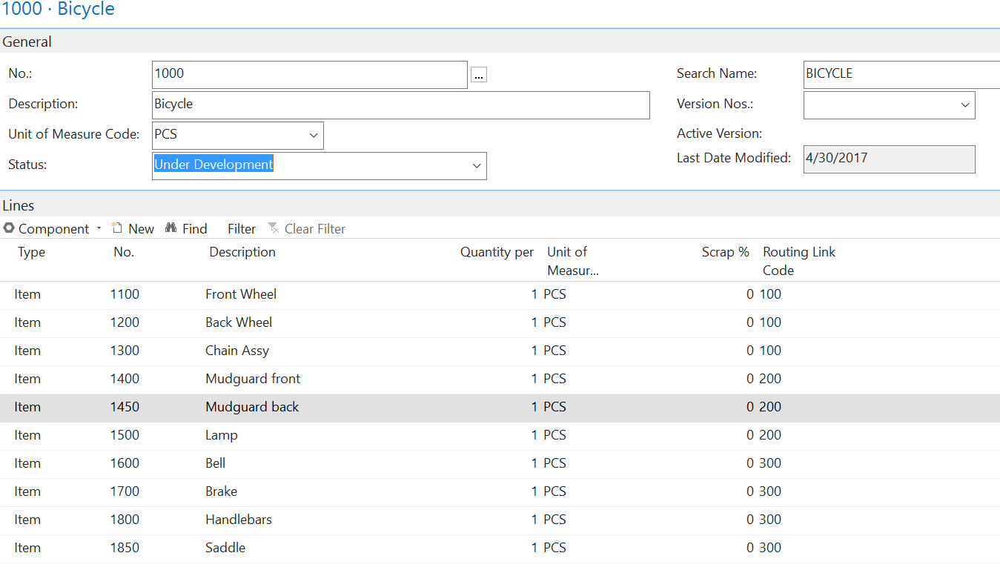 1000 · Bicycle
General
No.: 1000 ... Search Name: BICYCLE
Description: Bicycle Version Nos.:
Unit of Measure Code: PCS Active Version:
Status: Under Development Last Date Modified: 4/30/2017
Lines
Component New Find Filter Clear Filter
Type No. Description Quantity per Unit of Measur... Scrap % Routing Link Code
Item 1100 Front Wheel 1 PCS 0 100
Item 1200 Back Wheel 1 PCS 0 100
Item 1300 Chain Assy 1 PCS 0 100
Item 1400 Mudguard front 1 PCS 0 200
Item 1450 Mudguard back 1 PCS 0 200
Item 1500 Lamp 1 PCS 0 200
Item 1600 Bell 1 PCS 0 300
Item 1700 Brake 1 PCS 0 300
Item 1800 Handlebars 1 PCS 0 300
Item 1850 Saddle 1 PCS 0 300